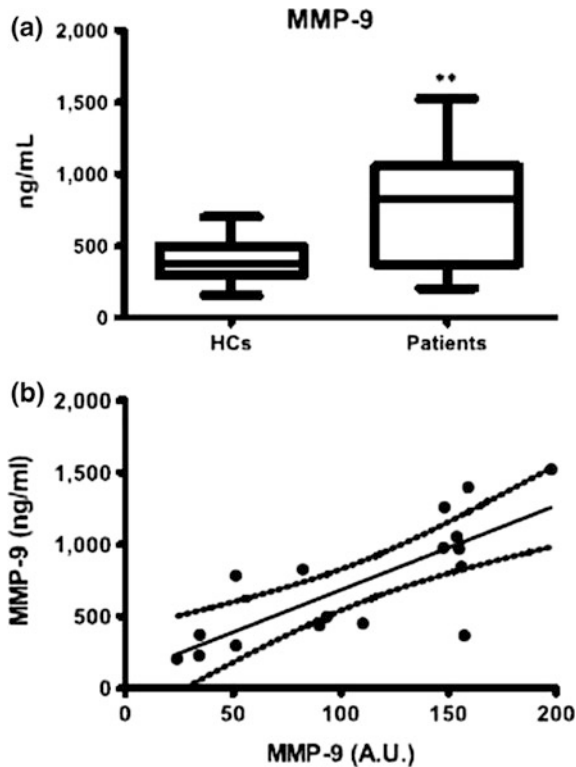 (a)
MMP-9
2,000
1,500
1,000
500
0
ng/mL
**
HCs
Patients
(b)
2,000
1,500
1,000
500
0
MMP-9 (ng/ml)
0
50
100
150
200
MMP-9 (A.U.)